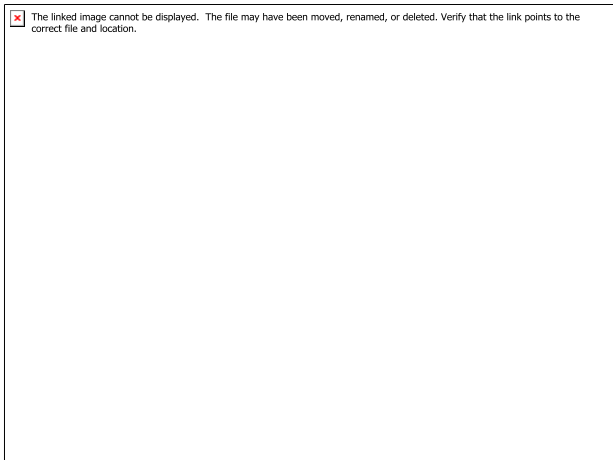 The linked image cannot be displayed.  The file may have been moved, renamed, or deleted. Verify that the link points to the
correct file and location.